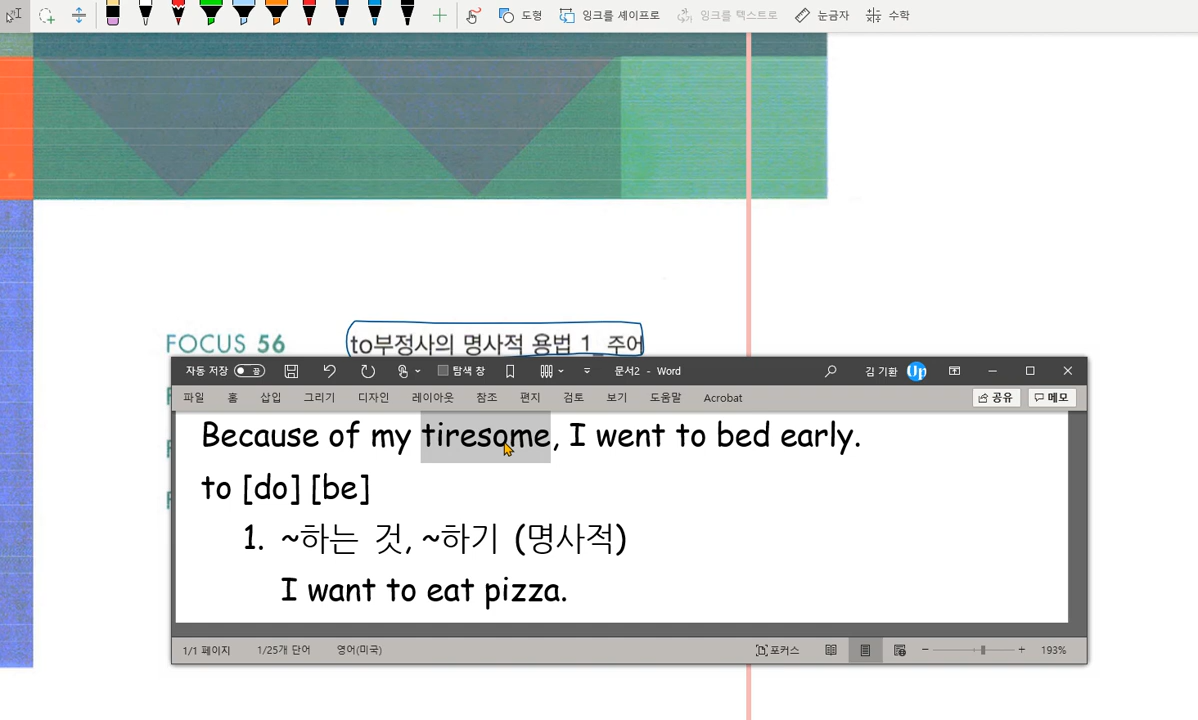 도형 잉크를 셰이프로 잉크를 텍스트로 눈금자 수학
FOCUS 56 to부정사의 명사적 용법 1_ 주어
자동 저장 끔 탐색 창 문서2 - Word 김 기환
파일 홈 삽입 그리기 디자인 레이아웃 참조 편지 검토 보기 도움말 Acrobat 공유 메모
Because of my tiresome, I went to bed early.
to [do] [be]
1. ~하는 것, ~하기 (명사적)
I want to eat pizza.
1/1 페이지 1/25개 단어 영어(미국) 포커스 193%